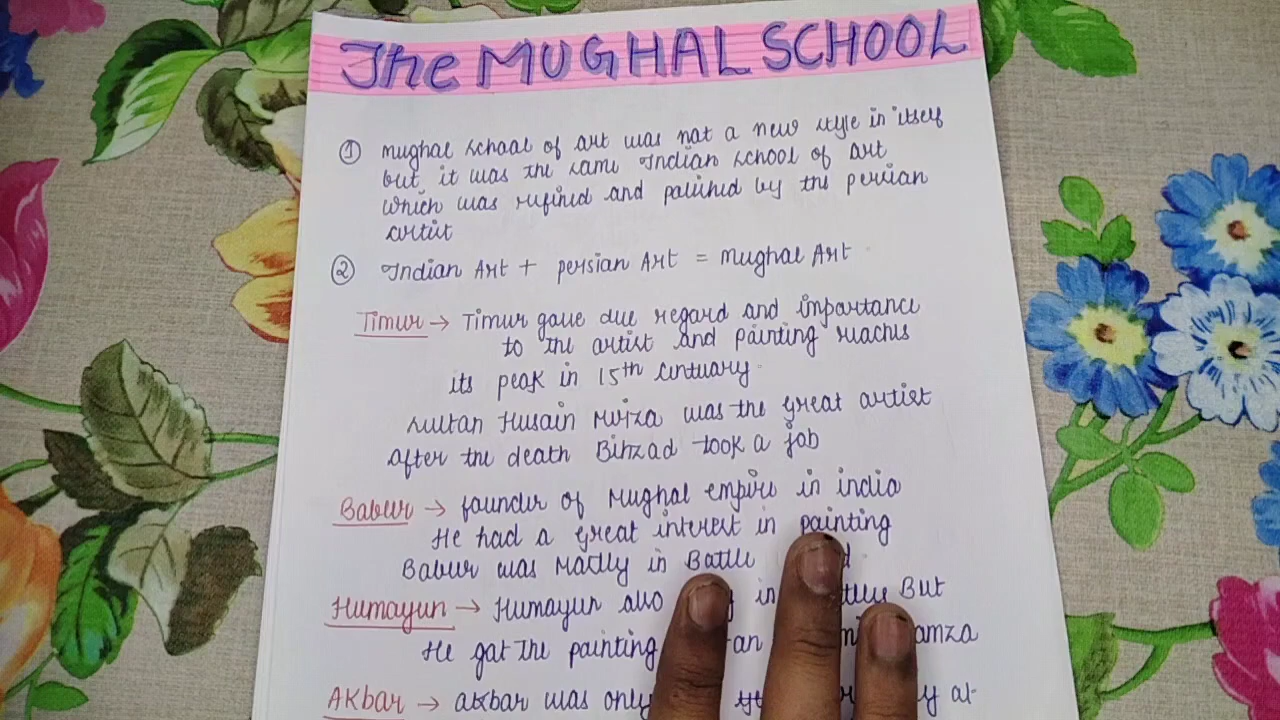 The MUGHAL SCHOOL
① mughal school of art was not a new style in itself
but it was the same Indian school of art
which was refined and polished by the persian
artist
② Indian Art + persian Art = Mughal Art
Timur → Timur gave due regard and importance
to the artist and painting reaches
its peak in 15th centuary.
sultan Husain Mirza was the great artist
after the death Bihzad took a job
Babur → founder of Mughal empire in india
He had a great interest in painting
Babur was Mostly in Battle
Humayun → Humayun also in But
He got the painting amza
AKbar → akbar was only at-